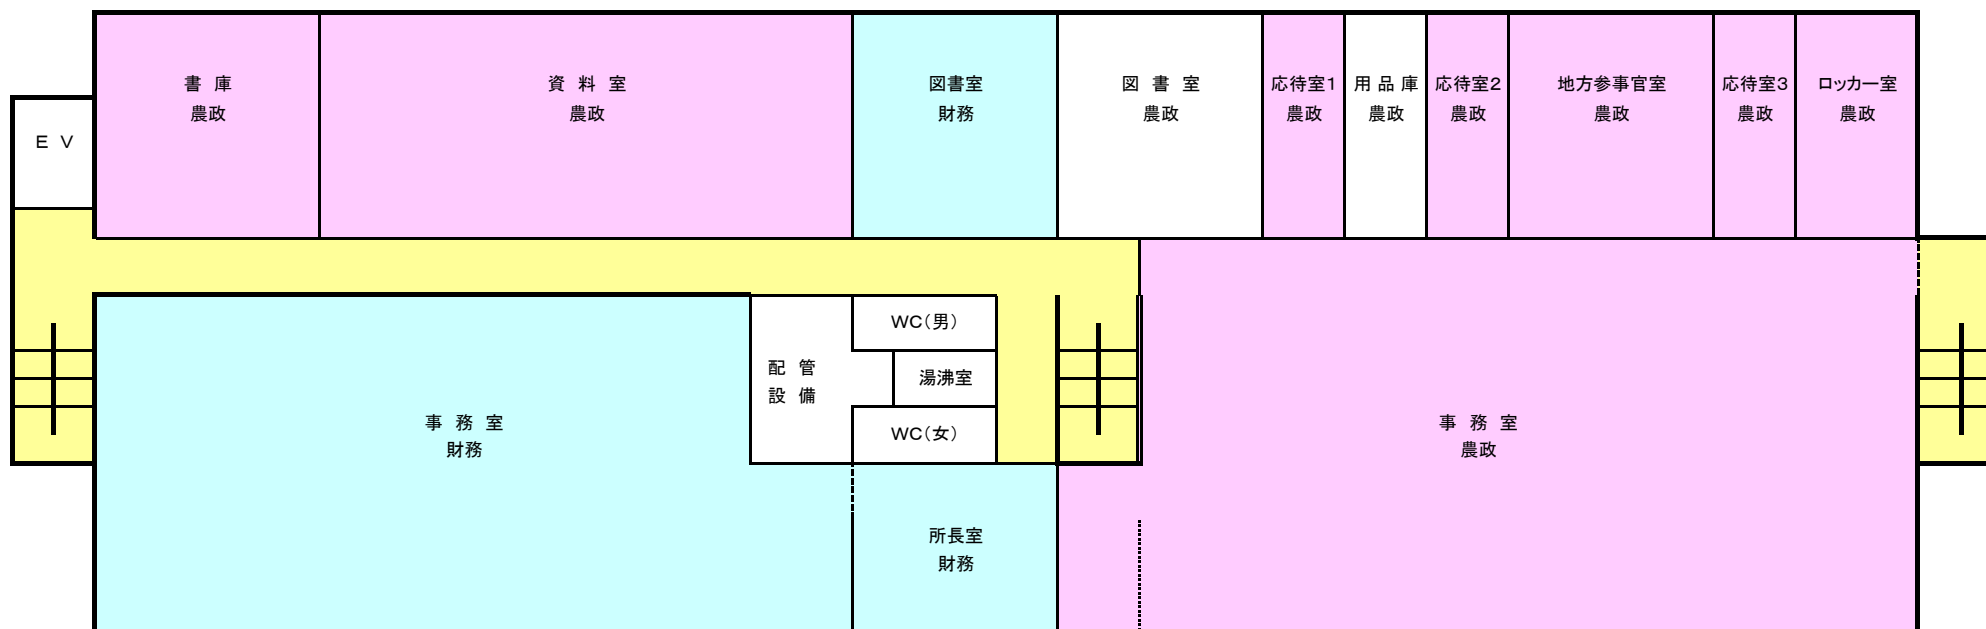 書 庫
農政
資 料 室
農政
図書室
財務
図 書 室
農政
応待室1
農政
用 品 庫
農政
応待室2
農政
地方参事官室
農政
応待室3
農政
ロッカー室
農政
E V
WC(男)
配 管
設 備
湯沸室
WC(女)
事 務 室
財務
事 務 室
農政
所長室
財務